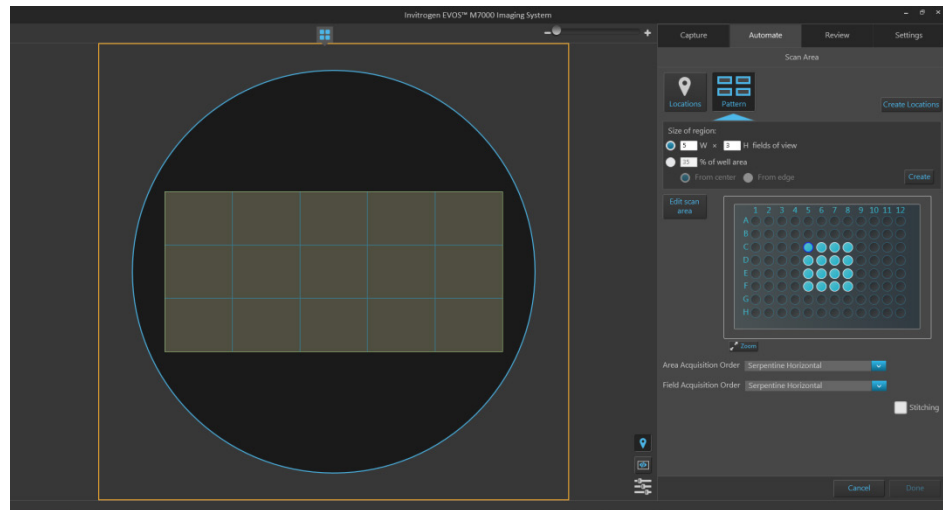 Invitrogen EVOS™ M7000 Imaging System
Capture Automate Review Settings
Scan Area
Locations Pattern Create Locations
Size of region:
5 W × 3 H fields of view
35 % of well area
From center From edge Create
Edit scan
area
1 2 3 4 5 6 7 8 9 10 11 12
A
B
C
D
E
F
G
H
Zoom
Area Acquisition Order Serpentine Horizontal
Field Acquisition Order Serpentine Horizontal
Stitching
Cancel Done